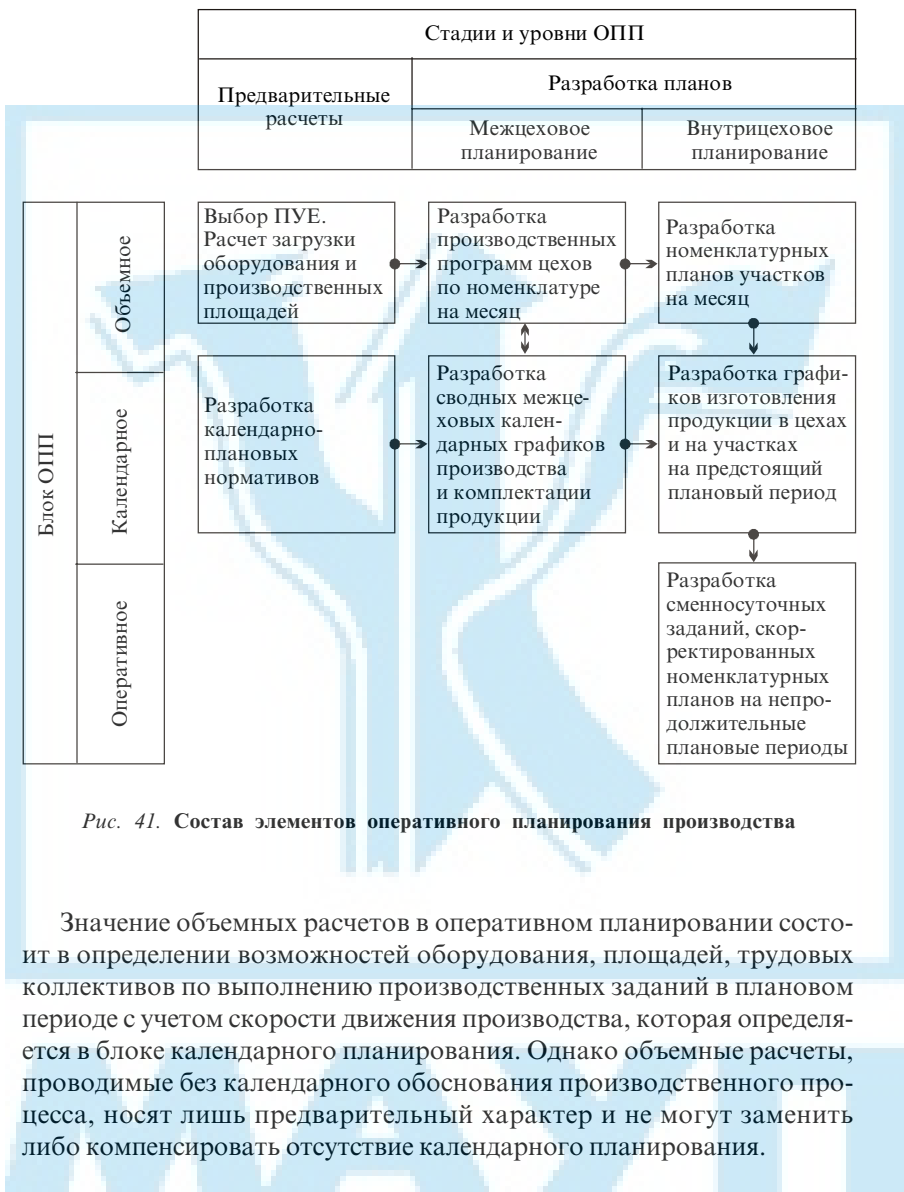 Стадии и уровни ОПП
Предварительные
расчеты
Разработка планов
Межцеховое
планирование
Внутрицеховое
планирование
Блок ОПП
Объемное
Выбор ПУЕ.
Расчет загрузки
оборудования и
производственных
площадей
Разработка
производственных
программ цехов
по номенклатуре
на месяц
Разработка
номенклатурных
планов участков
на месяц
Календарное
Разработка
календарно-
плановых
нормативов
Разработка
сводных межце-
ховых кален-
дарных графиков
производства
и комплектации
продукции
Разработка графи-
ков изготовления
продукции в цехах
и на участках
на предстоящий
плановый период
Оперативное
Разработка
сменносуточных
заданий, скор-
ректированных
номенклатурных
планов на непро-
должительные
плановые периоды
Рис. 41. Состав элементов оперативного планирования производства
Значение объемных расчетов в оперативном планировании состо-
ит в определении возможностей оборудования, площадей, трудовых
коллективов по выполнению производственных заданий в плановом
периоде с учетом скорости движения производства, которая определя-
ется в блоке календарного планирования. Однако объемные расчеты,
проводимые без календарного обоснования производственного про-
цесса, носят лишь предварительный характер и не могут заменить
либо компенсировать отсутствие календарного планирования.
МАУП